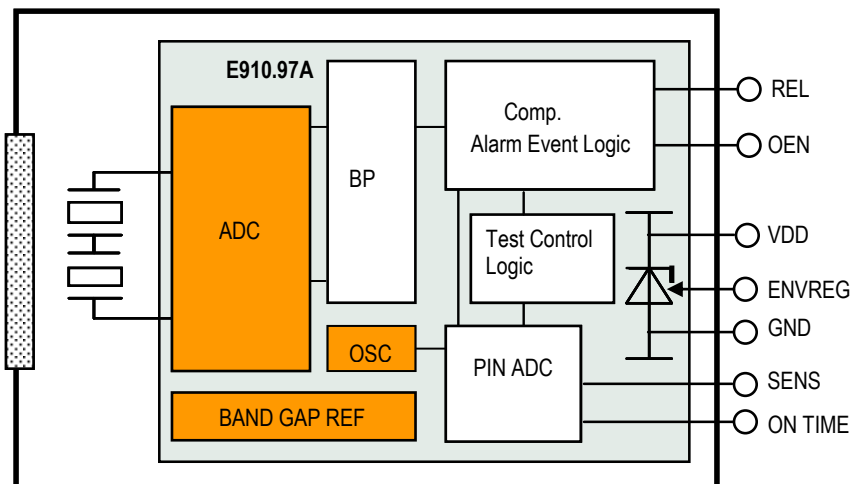 E910.97A
ADC
BP
Comp.
Alarm Event Logic
Test Control
Logic
OSC
PIN ADC
BAND GAP REF
REL
OEN
VDD
ENVREG
GND
SENS
ON TIME